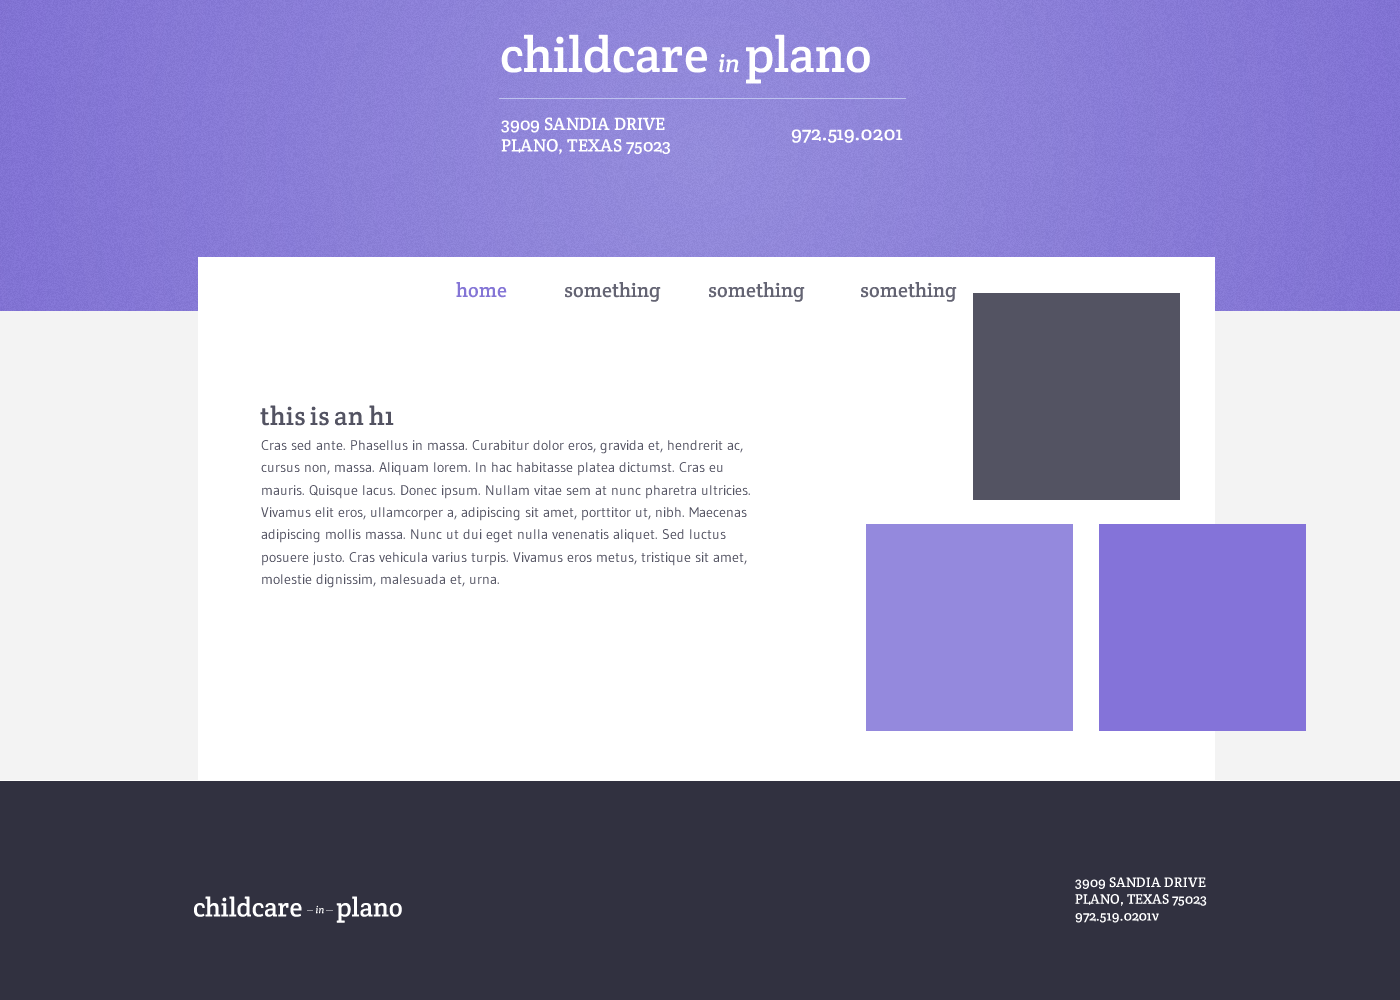 childcare in plano
3909 SANDIA DRIVE
PLANO, TEXAS 75023
972.519.0201
home something something something
this is an h1
Cras sed ante. Phasellus in massa. Curabitur dolor eros, gravida et, hendrerit ac,
cursus non, massa. Aliquam lorem. In hac habitasse platea dictumst. Cras eu
mauris. Quisque lacus. Donec ipsum. Nullam vitae sem at nunc pharetra ultricies.
Vivamus elit eros, ullamcorper a, adipiscing sit amet, porttitor ut, nibh. Maecenas
adipiscing mollis massa. Nunc ut dui eget nulla venenatis aliquet. Sed luctus
posuere justo. Cras vehicula varius turpis. Vivamus eros metus, tristique sit amet,
molestie dignissim, malesuada et, urna.
childcare – in – plano
3909 SANDIA DRIVE
PLANO, TEXAS 75023
972.519.0201v